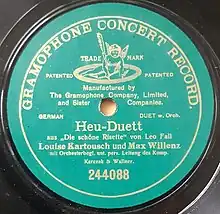 GRAMOPHONE CONCERT RECORD.
TRADE MARK
PATENTED PATENTED
Manufactured by
The Gramophone Company, Limited,
and Sister Companies.
GERMAN DUET w. Orch.
Heu-Duett
aus „Die schöne Risette" von Leo Fall
Louise Kartousch und Max Willenz
mit Orchesterbegl. unt. pers. Leitung des Komp.
Karczak & Wallner.
244088